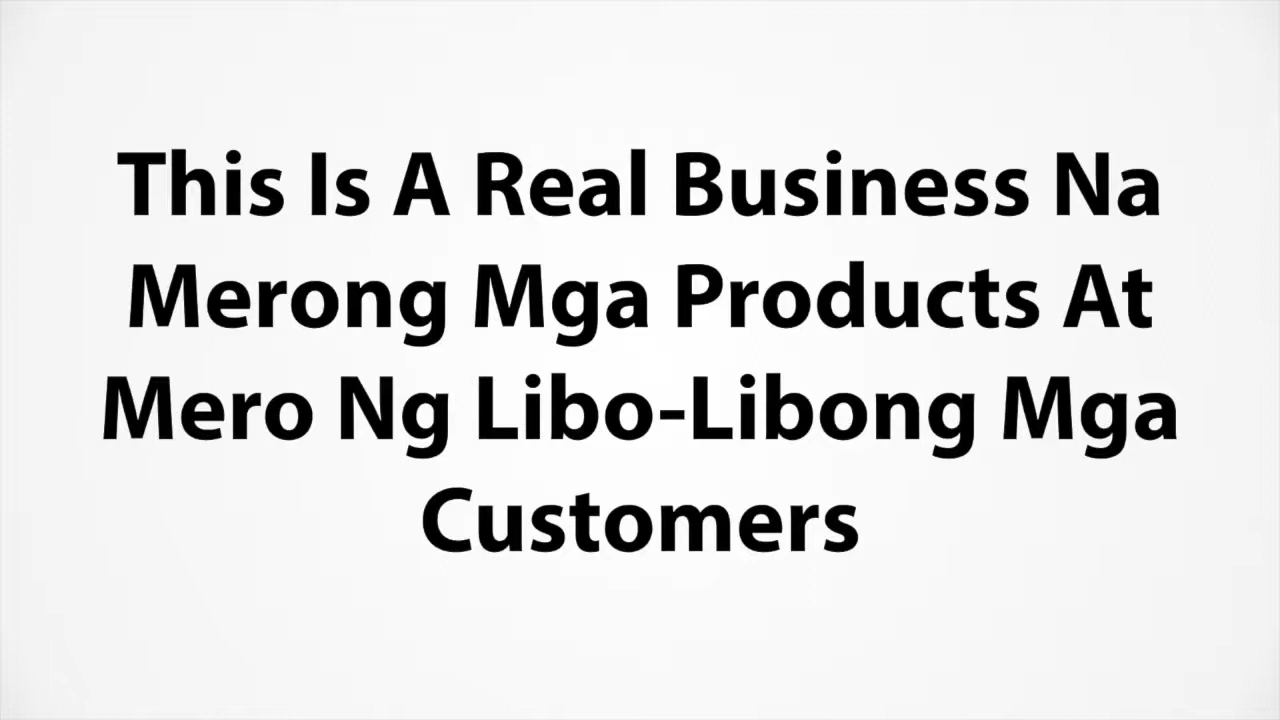 This Is A Real Business Na
Merong Mga Products At
Mero Ng Libo-Libong Mga
Customers